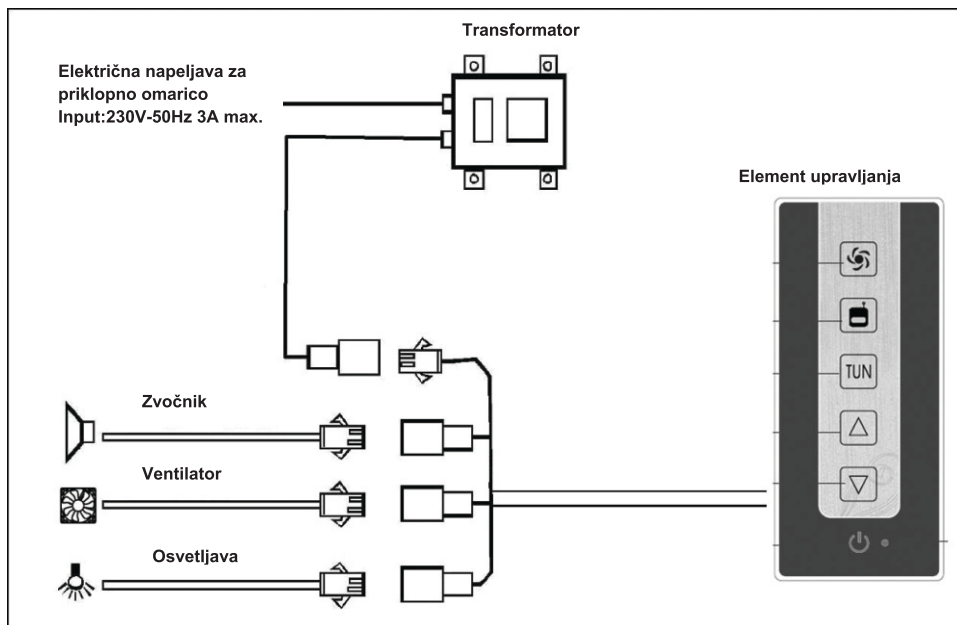 Transformator
Električna napeljava za
priklopno omarico
Input:230V-50Hz 3A max.
Element upravljanja
TUN
Zvočnik
Ventilator
Osvetljava